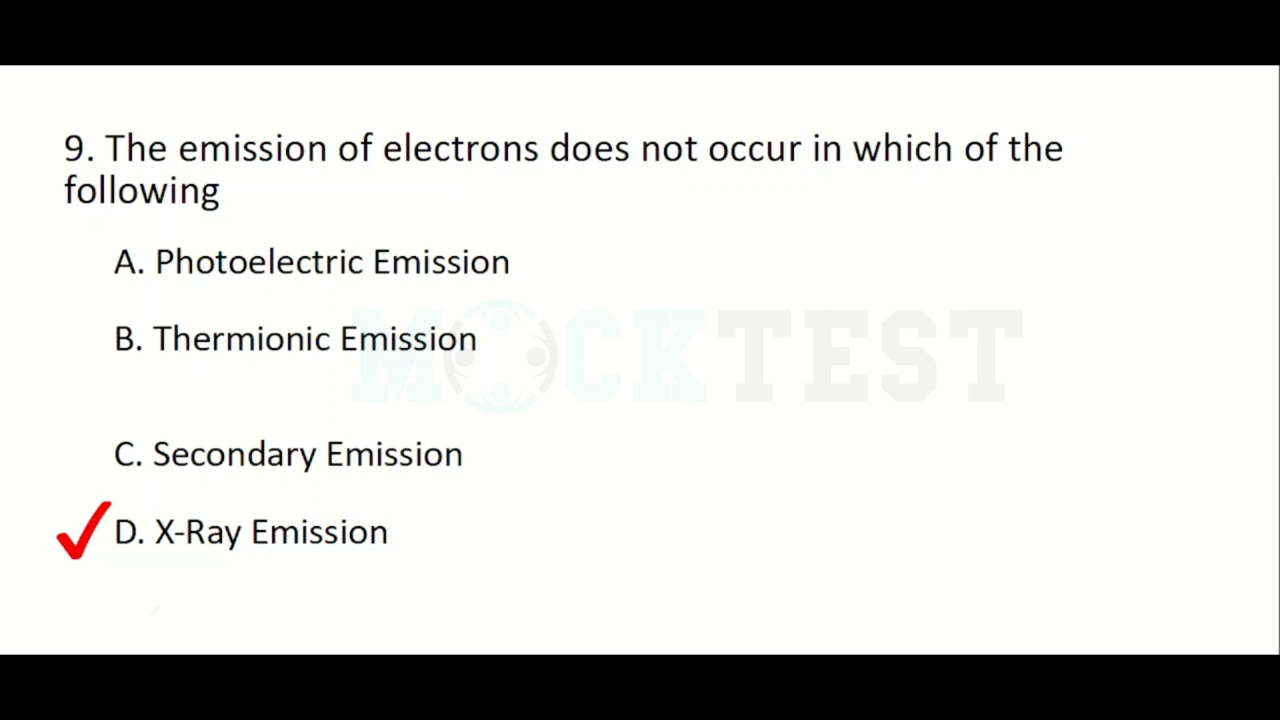 9. The emission of electrons does not occur in which of the
following
A. Photoelectric Emission
B. Thermionic Emission
MOCKTEST
C. Secondary Emission
D. X-Ray Emission